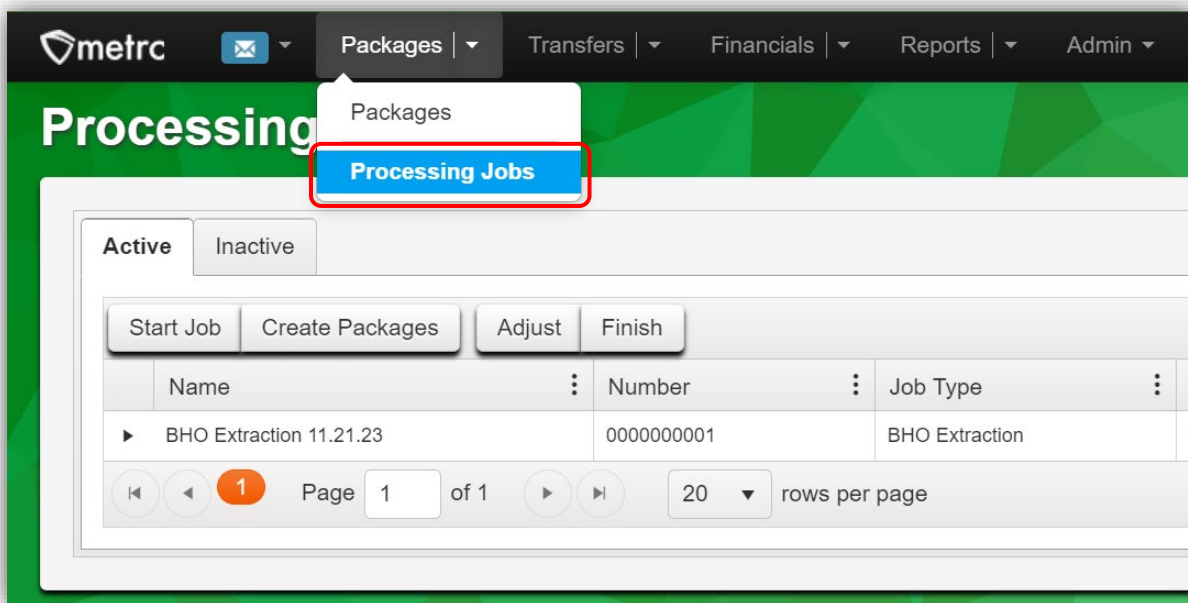 metrc Packages Transfers Financials Reports Admin
Packages
Processing
Processing Jobs
Active Inactive
Start Job Create Packages Adjust Finish
Name Number Job Type
BHO Extraction 11.21.23 0000000001 BHO Extraction
1 Page 1 of 1 20 rows per page